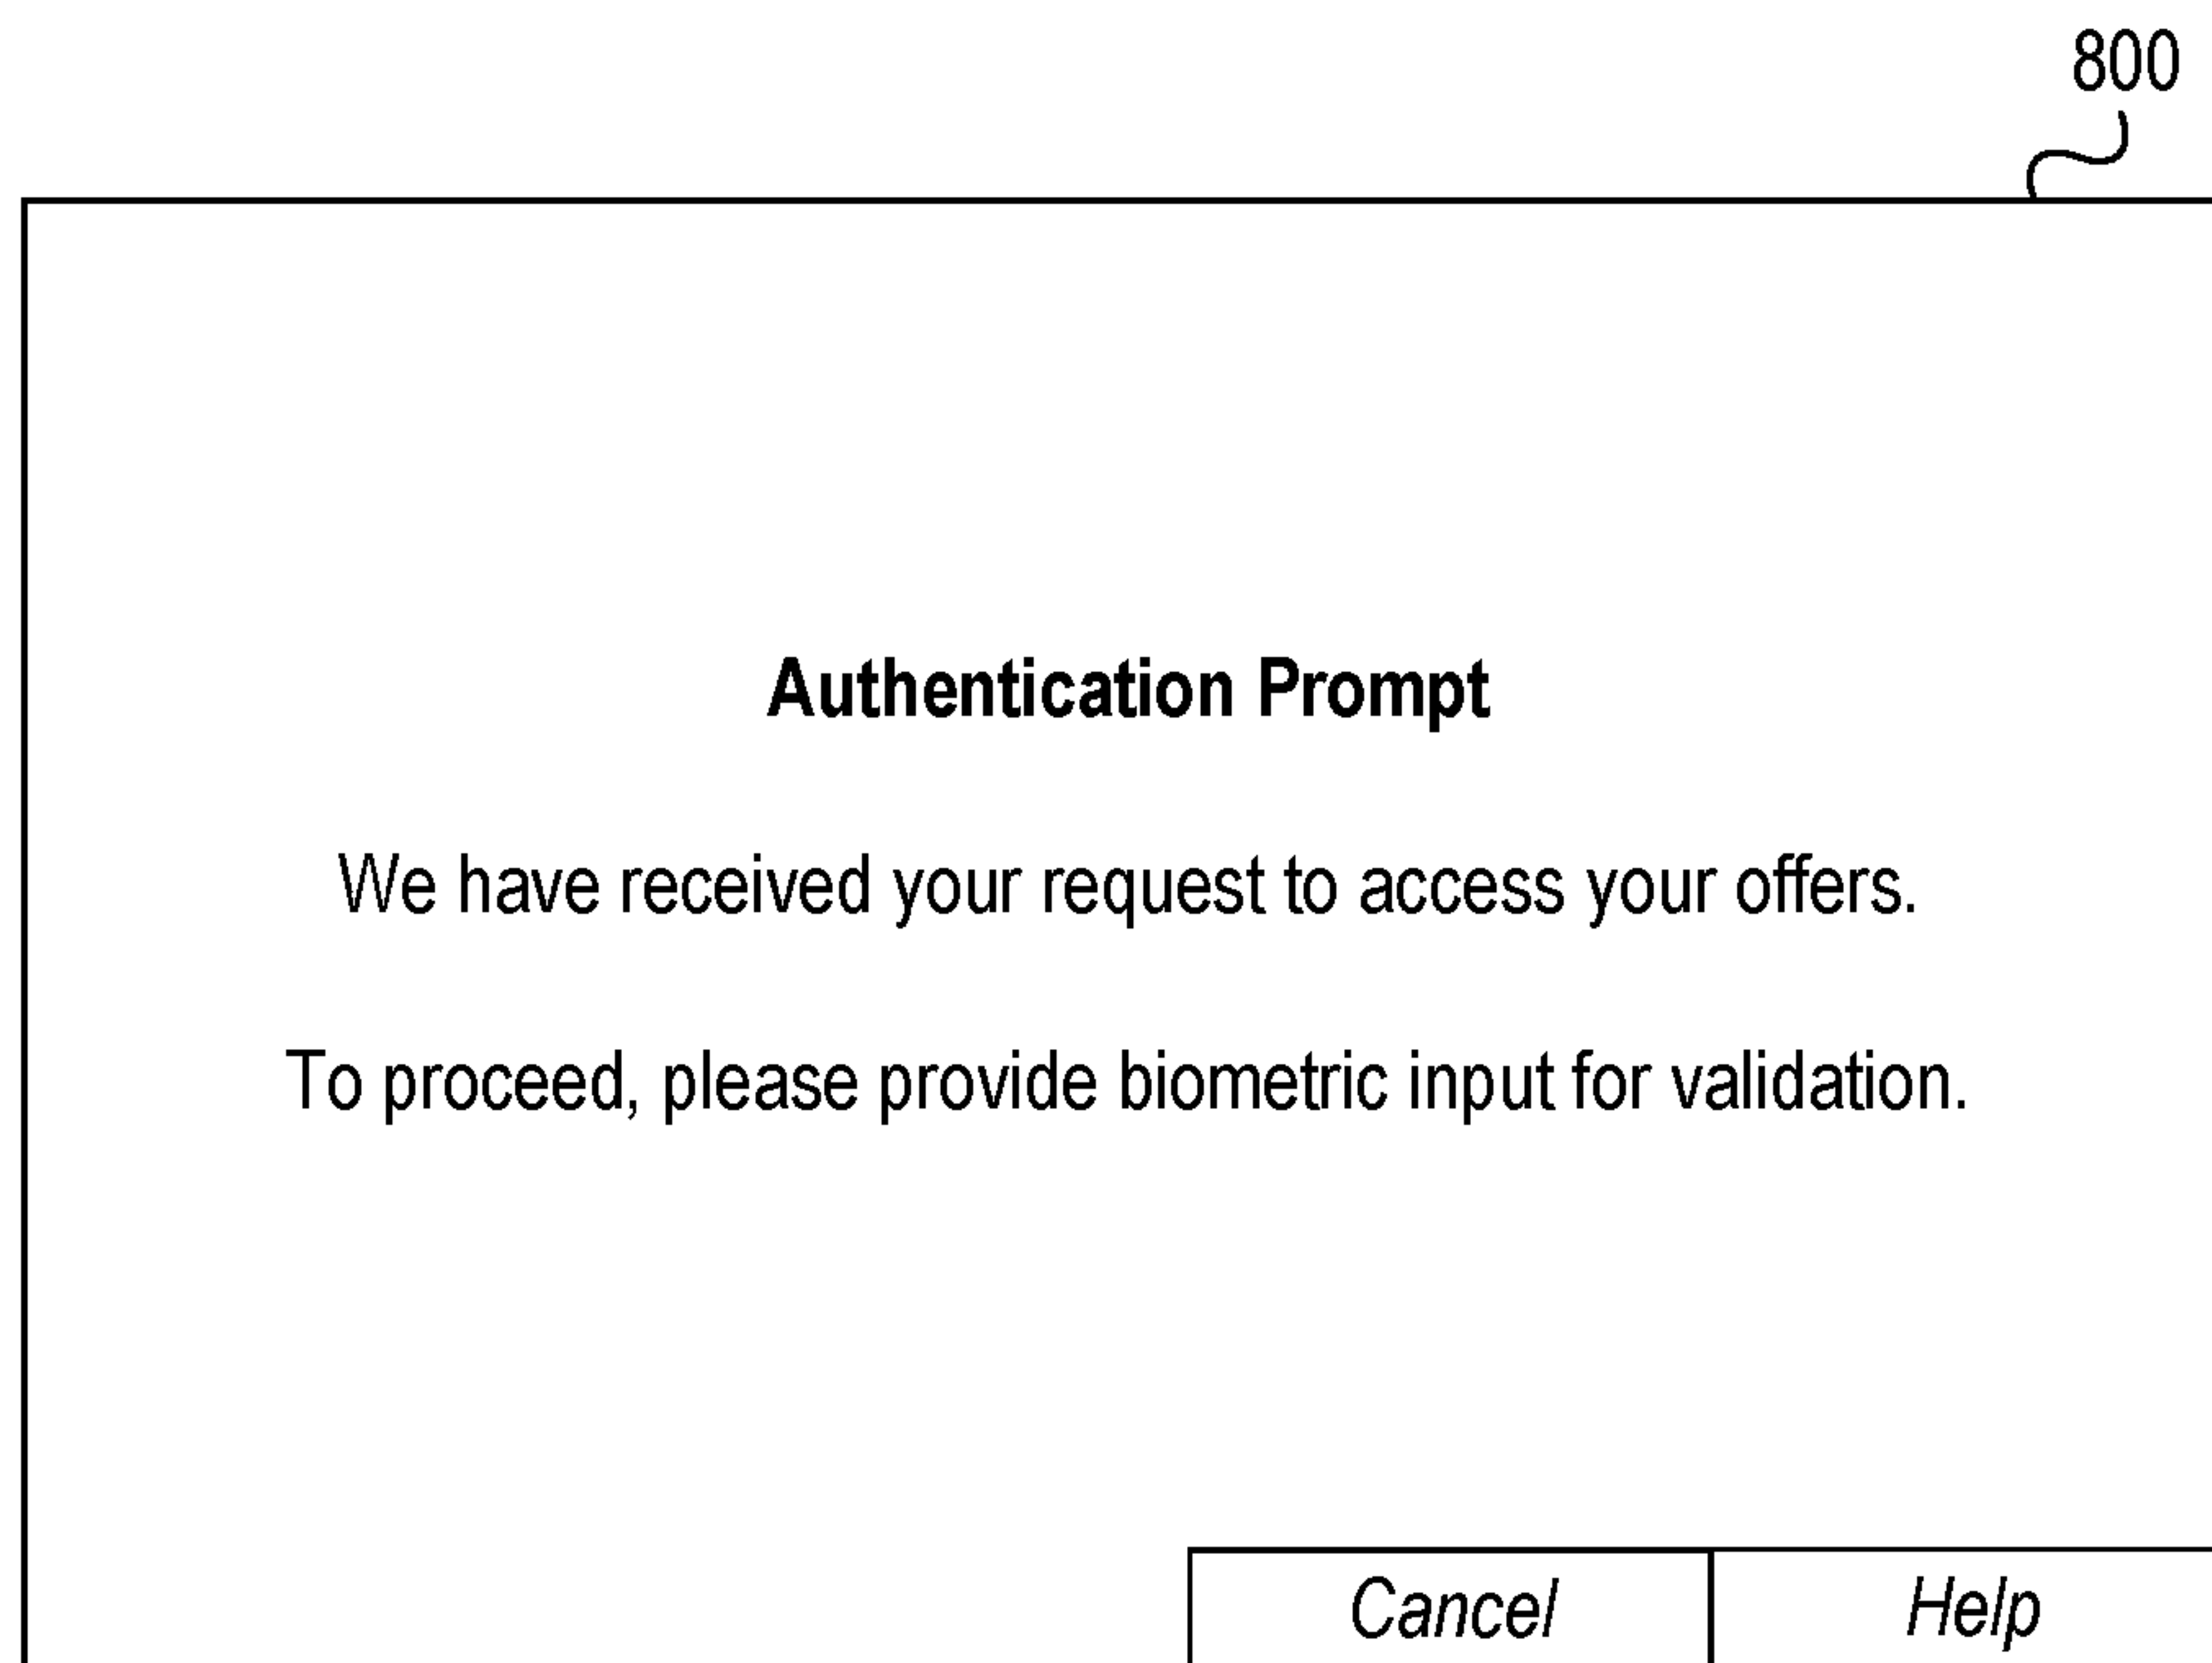 800
Authentication Prompt
We have received your request to access your offers.
To proceed, please provide biometric input for validation.
Cancel
Help